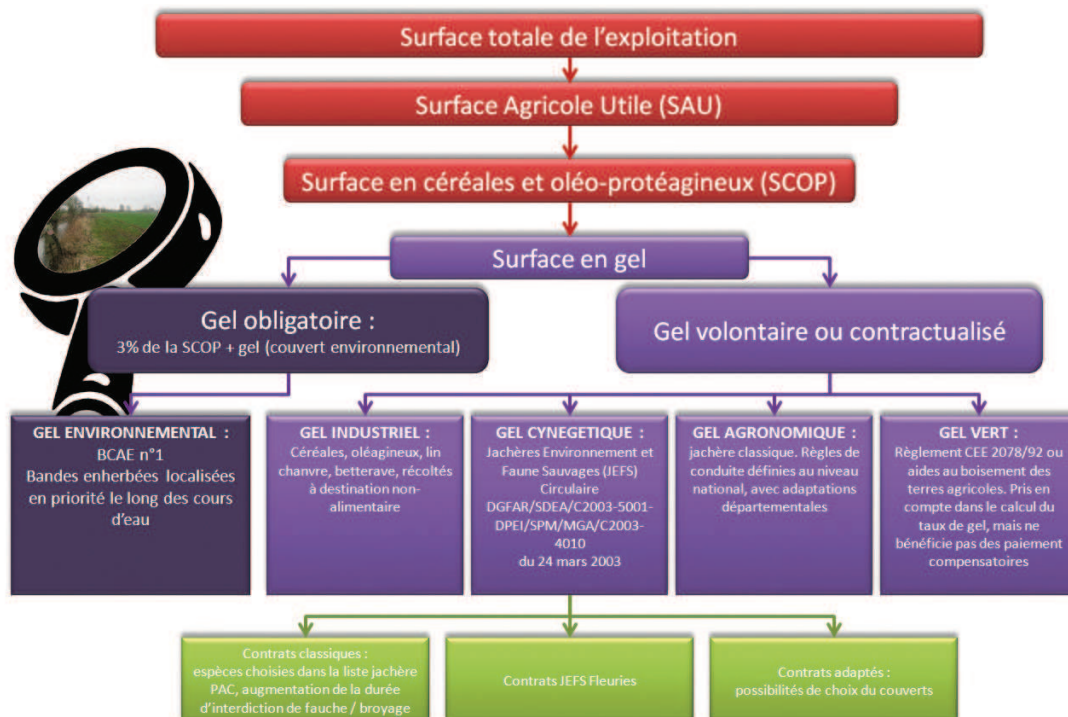 Surface totale de l'exploitation
Surface Agricole Utile (SAU)
Surface en céréales et oléo-protéagineux (SCOP)
Surface en gel
Gel obligatoire :
3% de la SCOP + gel (couvert environnemental)
Gel volontaire ou contractualisé
GEL ENVIRONNEMENTAL :
BCAE n°1
Bandes enherbées localisées
en priorité le long des cours
d'eau
GEL INDUSTRIEL :
Céréales, oléagineux, lin
chanvre, betterave, récoltés
à destination non-
alimentaire
GEL CYNEGETIQUE :
Jachères Environnement et
Faune Sauvages (JEFS)
Circulaire
DGFAR/SDEA/C2003-5001-
DPEI/SPM/MGA/C2003-
4010
du 24 mars 2003
GEL AGRONOMIQUE :
jachère classique. Règles de
conduite définies au niveau
national, avec adaptations
départementales
GEL VERT :
Règlement CEE 2078/92 ou
aides au boisement des
terres agricoles. Pris en
compte dans le calcul du
taux de gel, mais ne
bénéficie pas des paiement
compensatoires
Contrats classiques :
espèces choisies dans la liste jachère
PAC, augmentation de la durée
d'interdiction de fauche / broyage
Contrats JEFS Fleuries
Contrats adaptés :
possibilités de choix du couverts